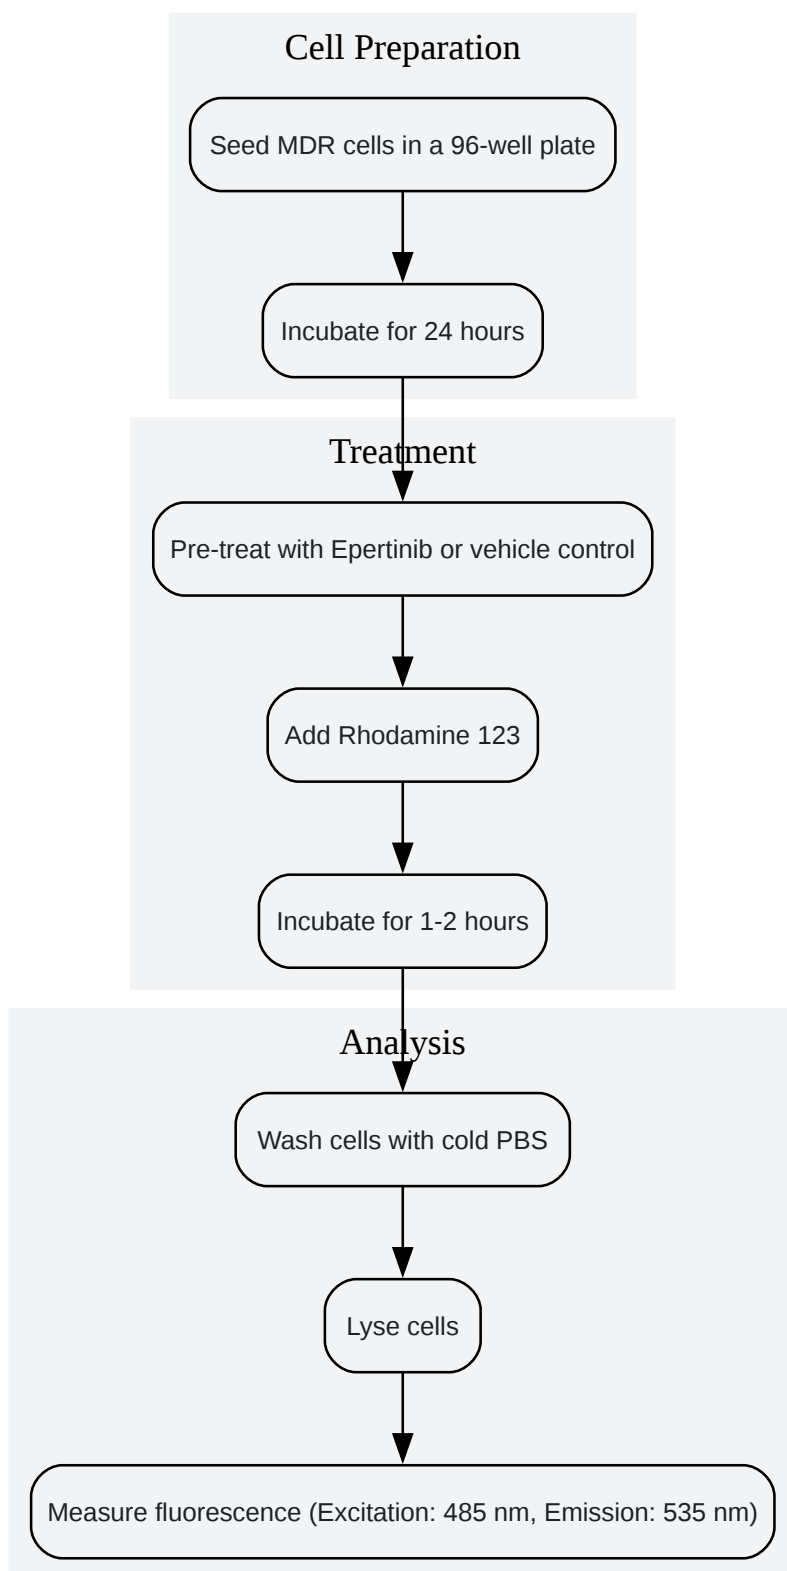 Cell Preparation
Seed MDR cells in a 96-well plate
Incubate for 24 hours
Treatment
Pre-treat with Epertinib or vehicle control
Add Rhodamine 123
Incubate for 1-2 hours
Analysis
Wash cells with cold PBS
Lyse cells
Measure fluorescence (Excitation: 485 nm, Emission: 535 nm)